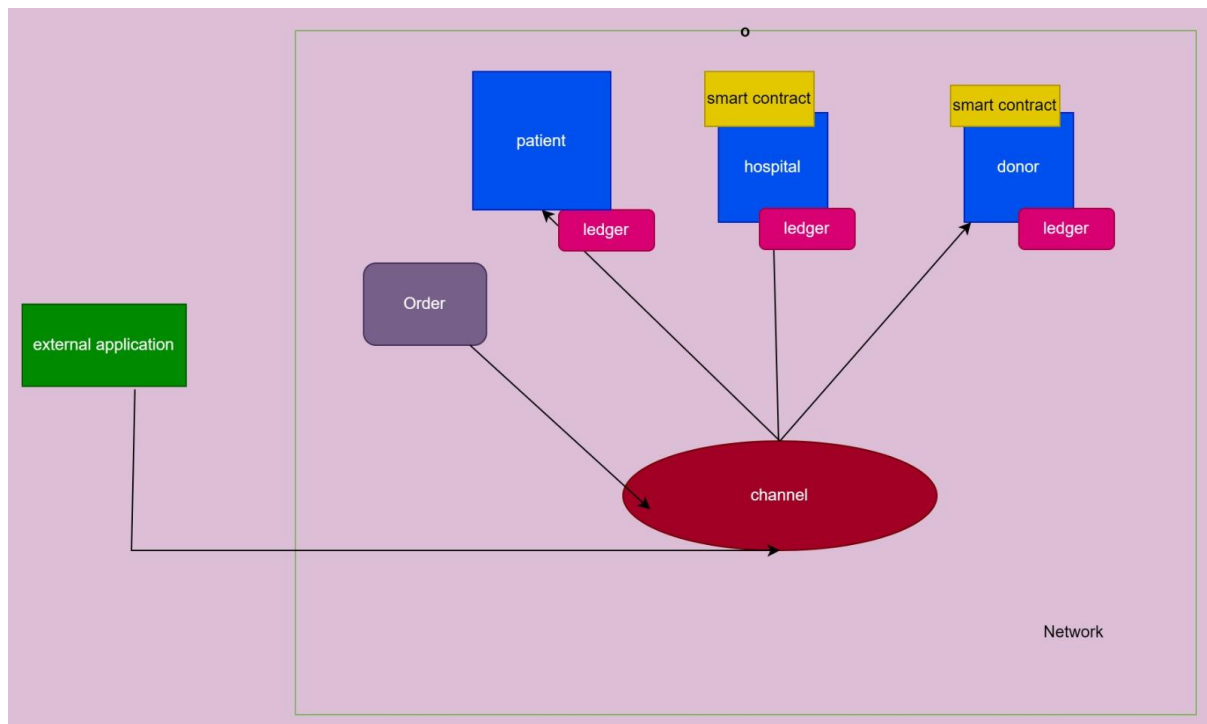 o
smart contract
smart contract
patient
hospital
donor
ledger
ledger
ledger
Order
external application
channel
Network